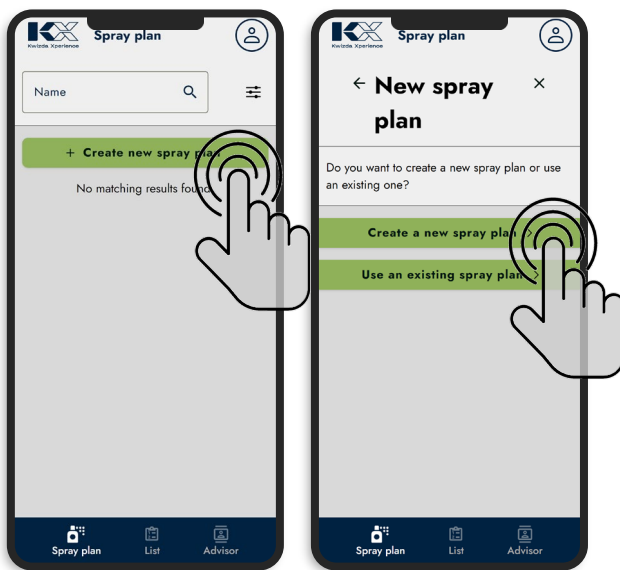 KX
Kwizda Xperience
Spray plan
Name
+ Create new spray plan
No matching results found.
Spray plan
List
Advisor
KX
Kwizda Xperience
Spray plan
← New spray ×
plan
Do you want to create a new spray plan or use
an existing one?
Create a new spray plan >
Use an existing spray plan >
Spray plan
List
Advisor